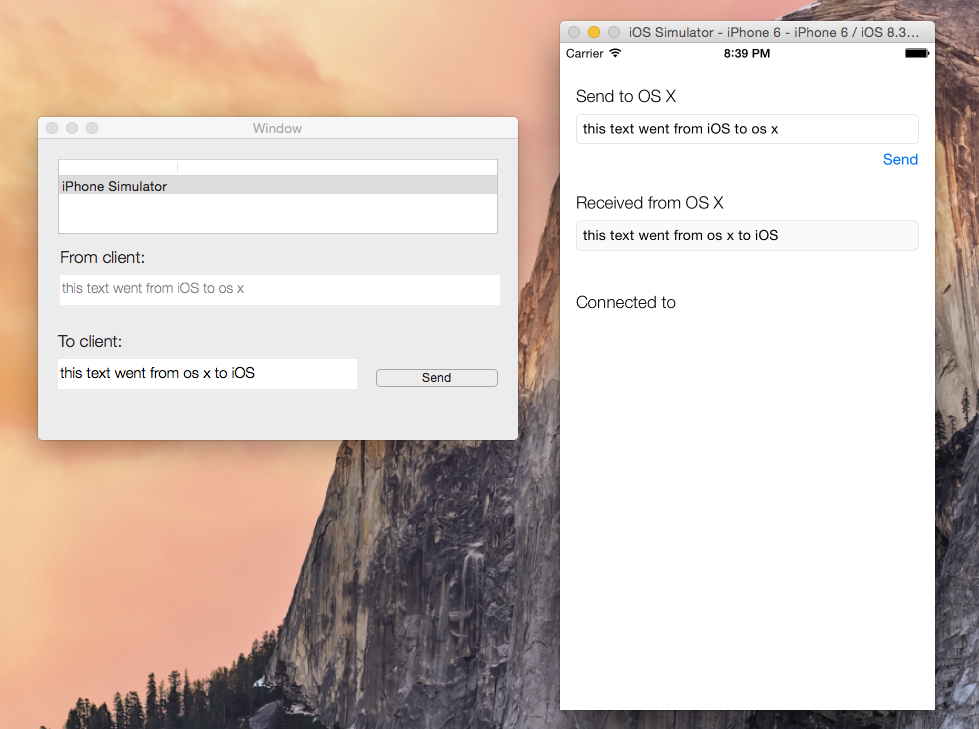 Window
iPhone Simulator
From client:
this text went from iOS to os x
To client:
this text went from os x to iOS
Send
iOS Simulator - iPhone 6 - iPhone 6 / iOS 8.3...
Carrier 8:39 PM
Send to OS X
this text went from iOS to os x
Send
Received from OS X
this text went from os x to iOS
Connected to